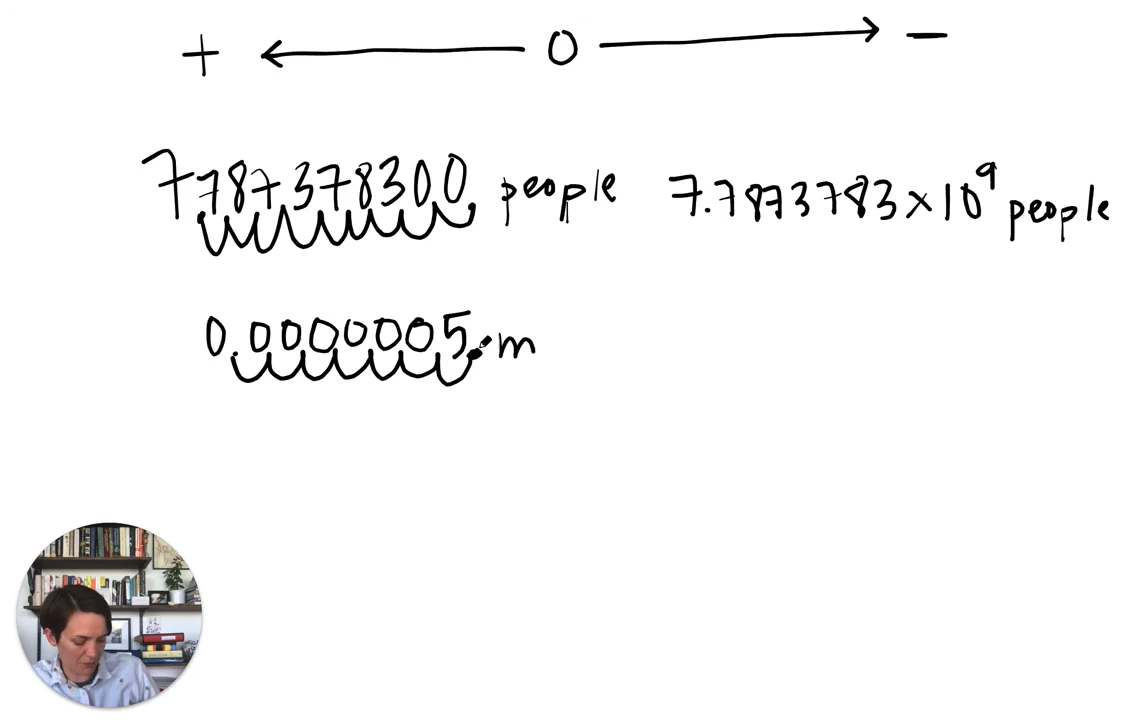 + ← 0 → −
7787378300. people 7.7873783 × 10⁹ people
0.0000005. m